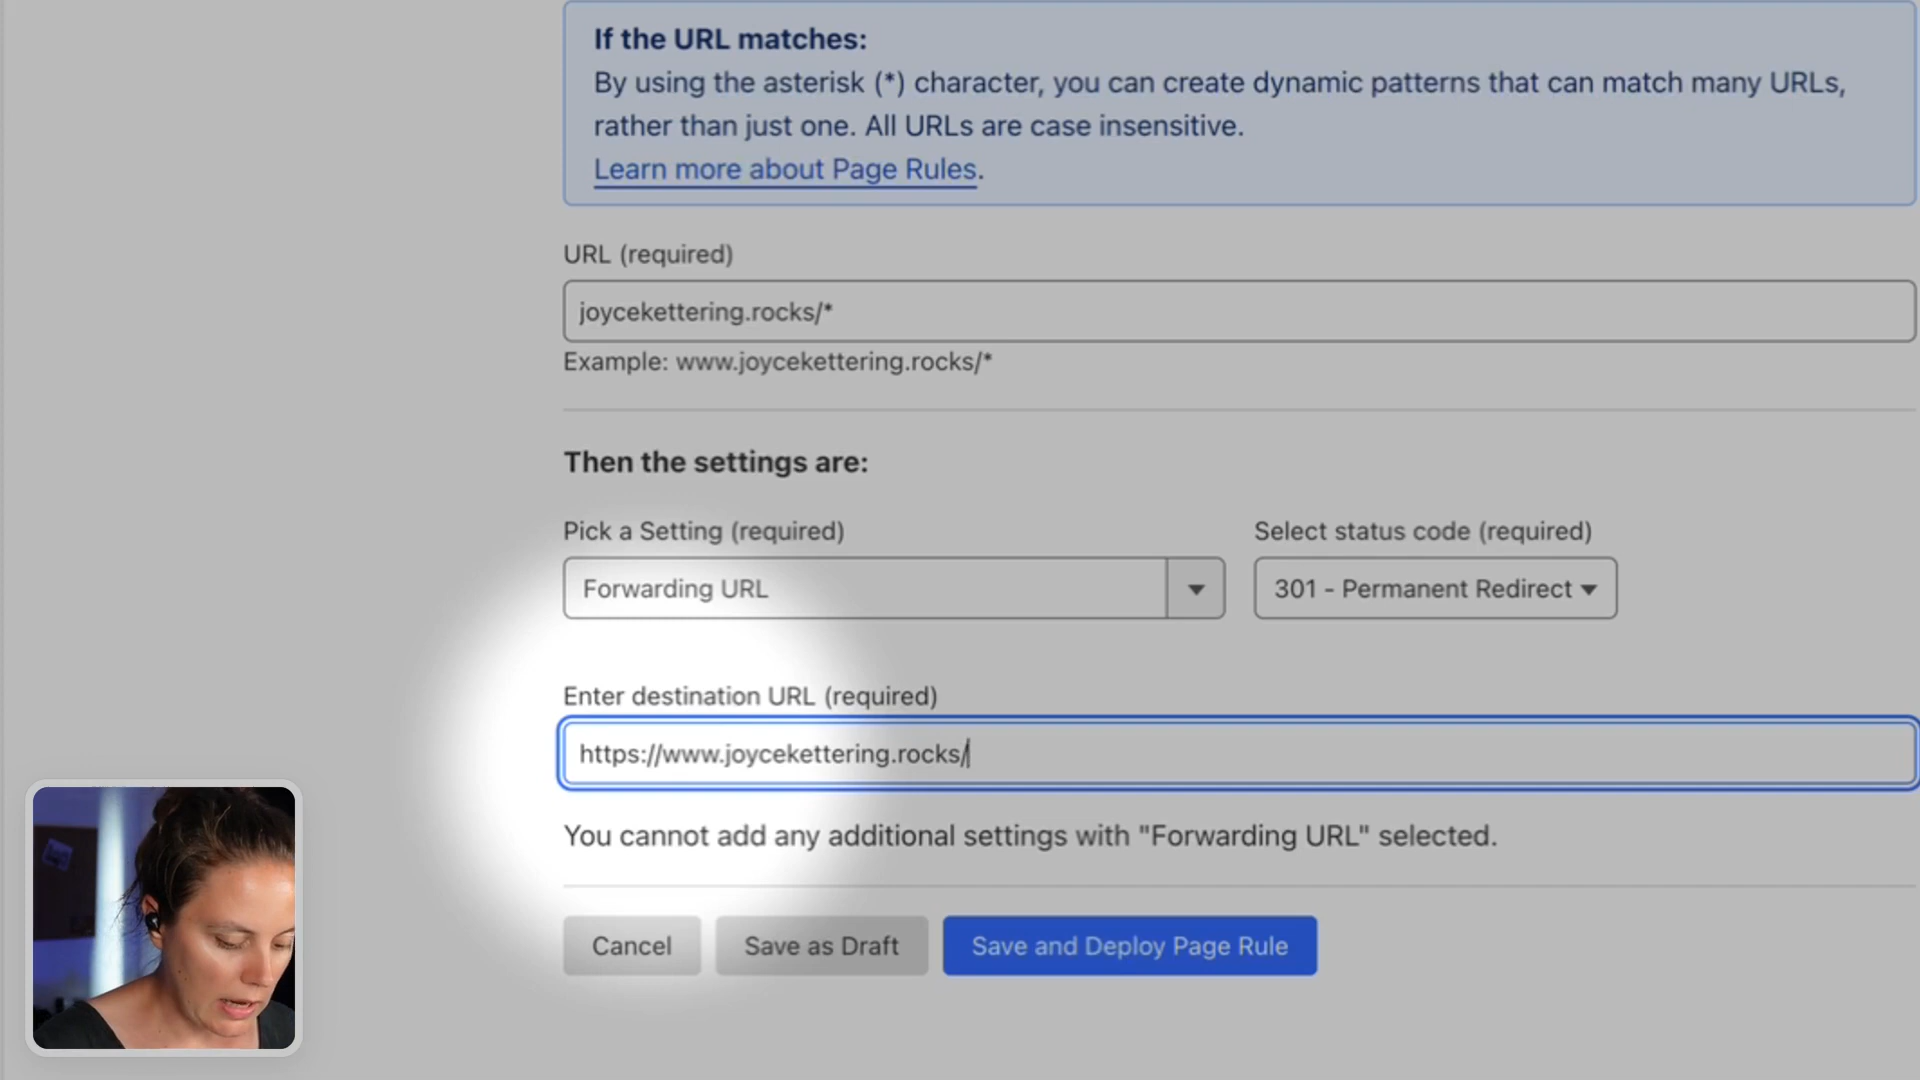 If the URL matches:
By using the asterisk (*) character, you can create dynamic patterns that can match many URLs,
rather than just one. All URLs are case insensitive.
Learn more about Page Rules.
URL (required)
joycekettering.rocks/*
Example: www.joycekettering.rocks/*
Then the settings are:
Pick a Setting (required)
Select status code (required)
Forwarding URL
301 - Permanent Redirect
Enter destination URL (required)
https://www.joycekettering.rocks/
You cannot add any additional settings with "Forwarding URL" selected.
Cancel
Save as Draft
Save and Deploy Page Rule